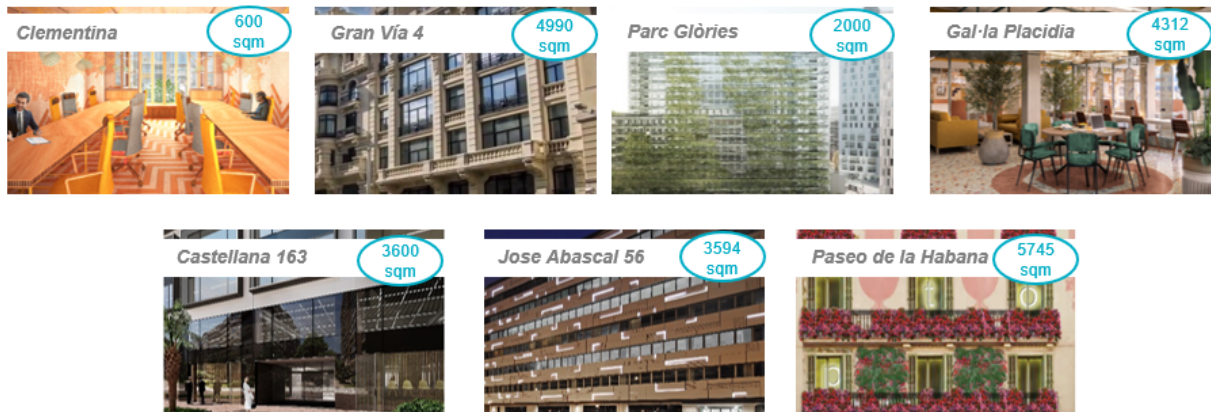 Clementina
600
sqm
Gran Vía 4
4990
sqm
Parc Glòries
2000
sqm
Gal·la Placidia
4312
sqm
Castellana 163
3600
sqm
Jose Abascal 56
3594
sqm
Paseo de la Habana
5745
sqm